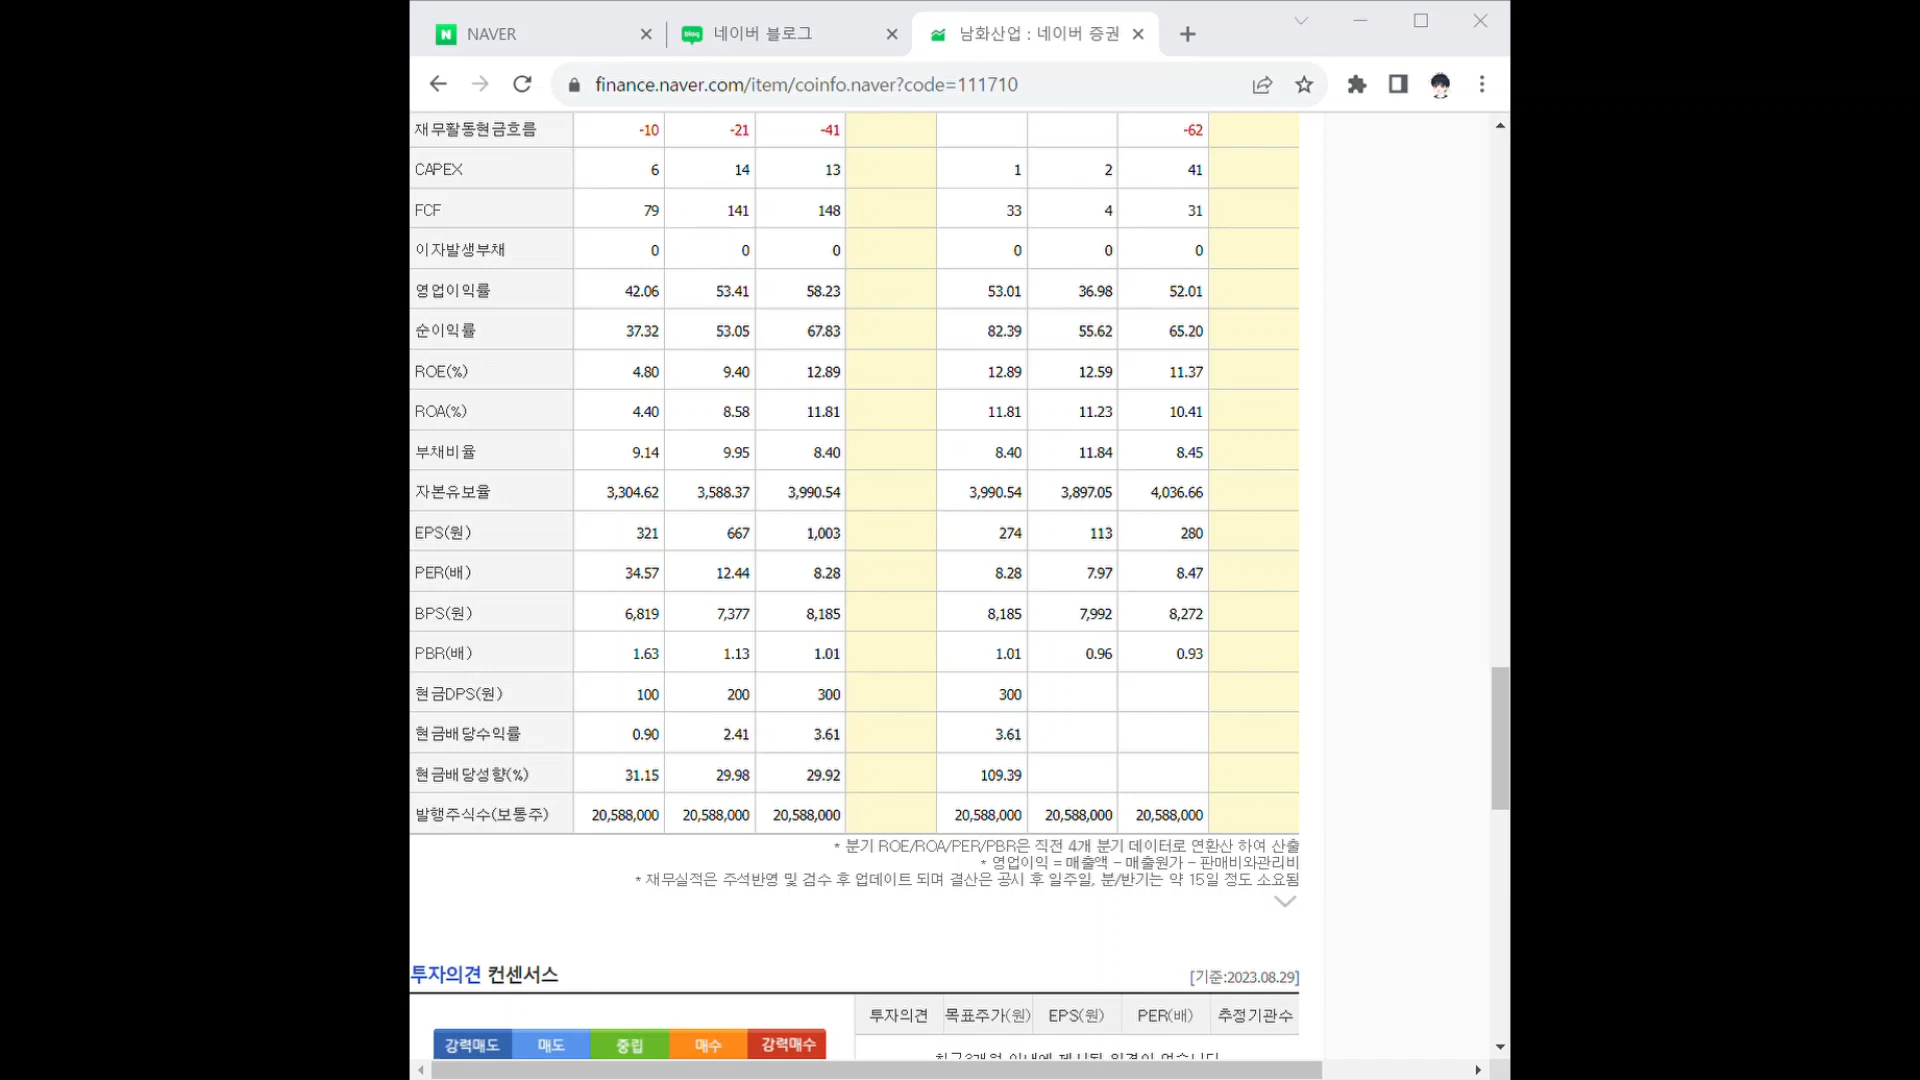 NAVER
네이버 블로그
남화산업 : 네이버 증권
finance.naver.com/item/coinfo.naver?code=111710
재무활동현금흐름 -10 -21 -41 -62
CAPEX 6 14 13 1 2 41
FCF 79 141 148 33 4 31
이자발생부채 0 0 0 0 0 0
영업이익률 42.06 53.41 58.23 53.01 36.98 52.01
순이익률 37.32 53.05 67.83 82.39 55.62 65.20
ROE(%) 4.80 9.40 12.89 12.89 12.59 11.37
ROA(%) 4.40 8.58 11.81 11.81 11.23 10.41
부채비율 9.14 9.95 8.40 8.40 11.84 8.45
자본유보율 3,304.62 3,588.37 3,990.54 3,990.54 3,897.05 4,036.66
EPS(원) 321 667 1,003 274 113 280
PER(배) 34.57 12.44 8.28 8.28 7.97 8.47
BPS(원) 6,819 7,377 8,185 8,185 7,992 8,272
PBR(배) 1.63 1.13 1.01 1.01 0.96 0.93
현금DPS(원) 100 200 300 300
현금배당수익률 0.90 2.41 3.61 3.61
현금배당성향(%) 31.15 29.98 29.92 109.39
발행주식수(보통주) 20,588,000 20,588,000 20,588,000 20,588,000 20,588,000 20,588,000
* 분기 ROE/ROA/PER/PBR은 직전 4개 분기 데이터로 연환산 하여 산출
* 영업이익 = 매출액 - 매출원가 - 판매비와관리비
* 재무실적은 주석반영 및 검수 후 업데이트 되며 결산은 공시 후 일주일, 분/반기는 약 15일 정도 소요됨
투자의견 컨센서스 [기준:2023.08.29]
투자의견 목표주가(원) EPS(원) PER(배) 추정기관수
강력매도 매도 중립 매수 강력매수
최근3개월 이내에 제시된 의견이 없습니다